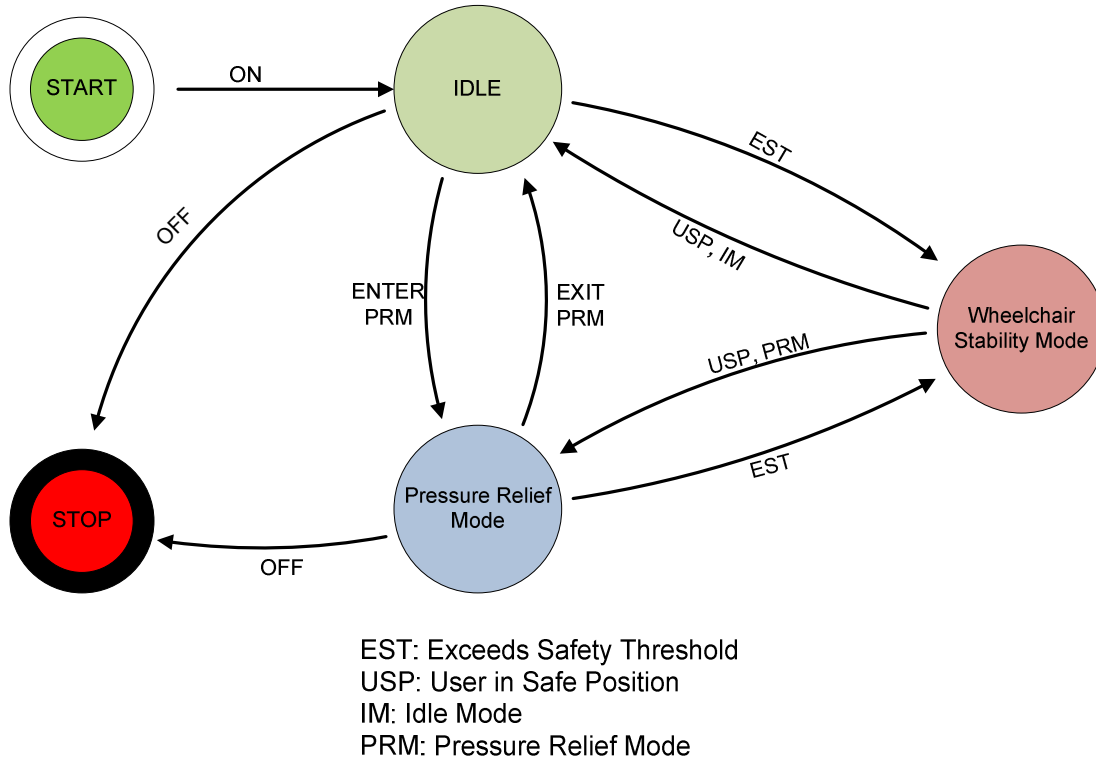 START
ON
IDLE
EST
OFF
USP, IM
ENTER
PRM
EXIT
PRM
Wheelchair
Stability Mode
USP, PRM
EST
Pressure Relief
Mode
STOP
OFF
EST: Exceeds Safety Threshold
USP: User in Safe Position
IM: Idle Mode
PRM: Pressure Relief Mode